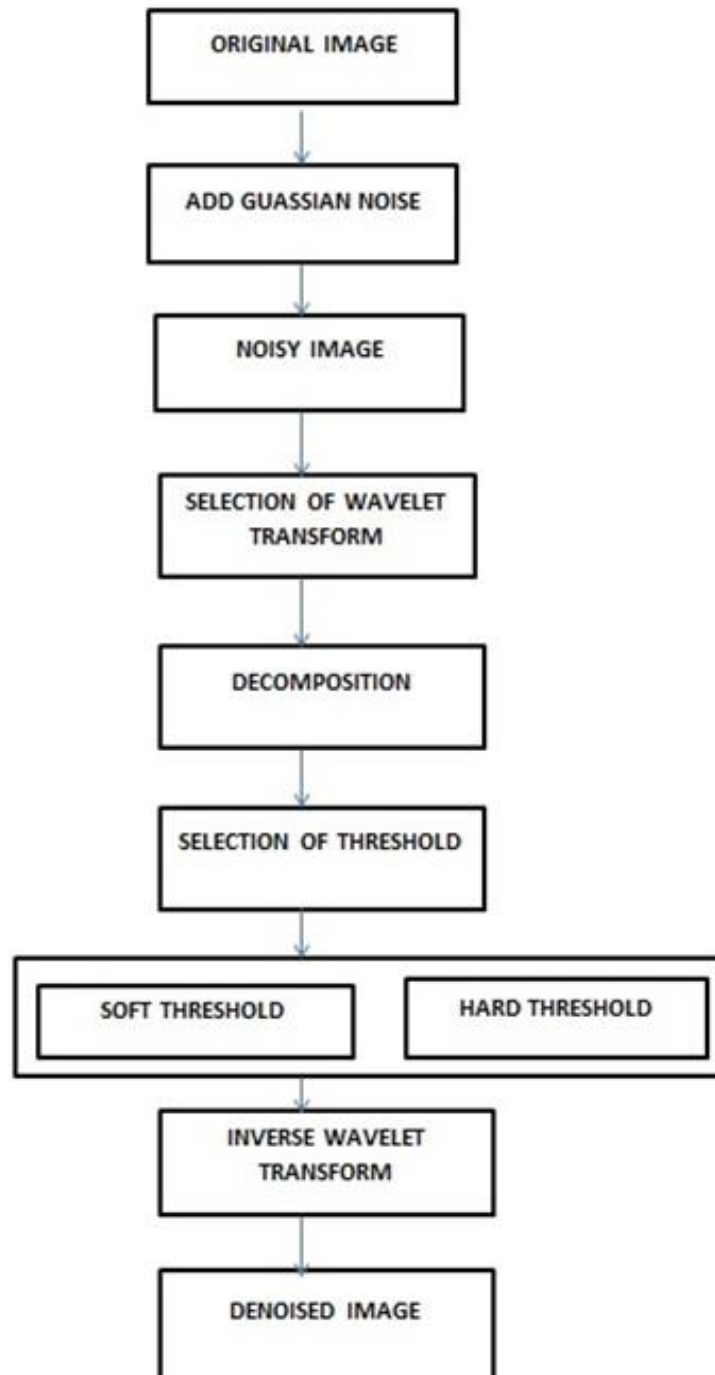 ORIGINAL IMAGE
ADD GUASSIAN NOISE
NOISY IMAGE
SELECTION OF WAVELET
TRANSFORM
DECOMPOSITION
SELECTION OF THRESHOLD
SOFT THRESHOLD
HARD THRESHOLD
INVERSE WAVELET
TRANSFORM
DENOISED IMAGE